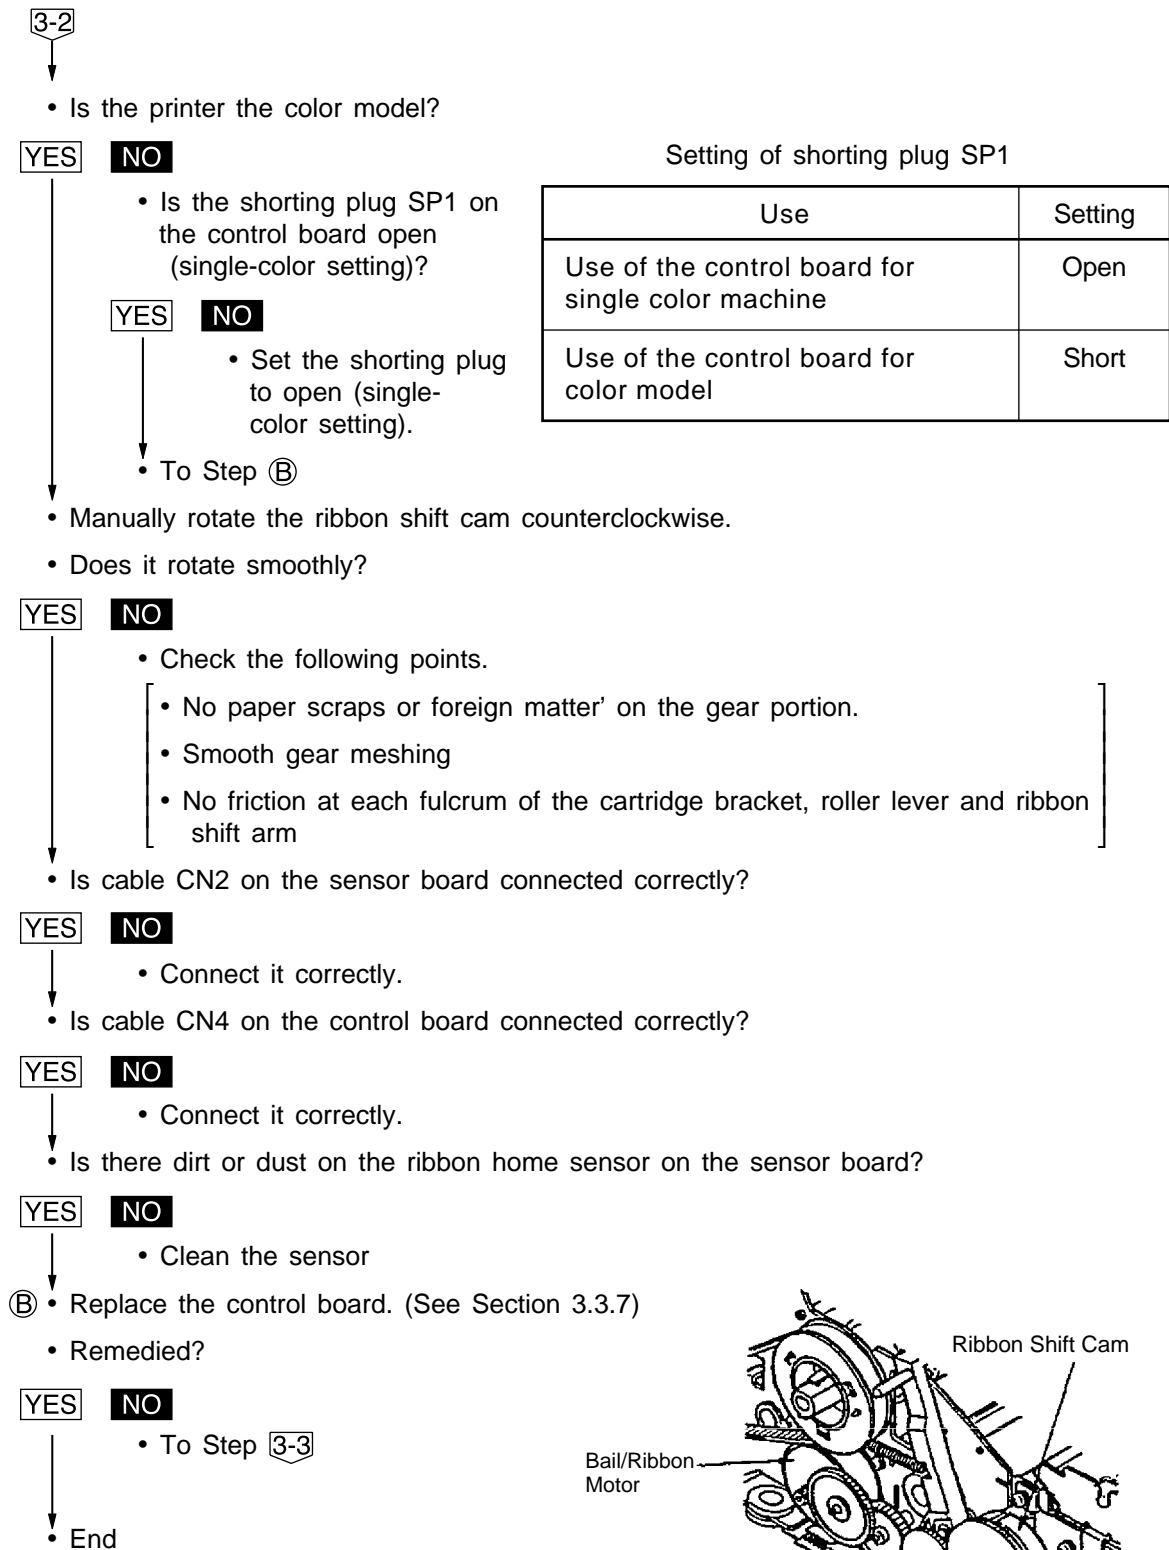 3-2
• Is the printer the color model?
YES NO
• Is the shorting plug SP1 on
the control board open
(single-color setting)?
YES NO
• Set the shorting plug
to open (single-
color setting).
• To Step Ⓑ
Setting of shorting plug SP1
Use Setting
Use of the control board for
single color machine
Open
Use of the control board for
color model
Short
• Manually rotate the ribbon shift cam counterclockwise.
• Does it rotate smoothly?
YES NO
• Check the following points.
• No paper scraps or foreign matter’ on the gear portion.
• Smooth gear meshing
• No friction at each fulcrum of the cartridge bracket, roller lever and ribbon
shift arm
• Is cable CN2 on the sensor board connected correctly?
YES NO
• Connect it correctly.
• Is cable CN4 on the control board connected correctly?
YES NO
• Connect it correctly.
• Is there dirt or dust on the ribbon home sensor on the sensor board?
YES NO
• Clean the sensor
Ⓑ • Replace the control board. (See Section 3.3.7)
• Remedied?
YES NO
• To Step 3-3
• End
Ribbon Shift Cam
Bail/Ribbon
Motor